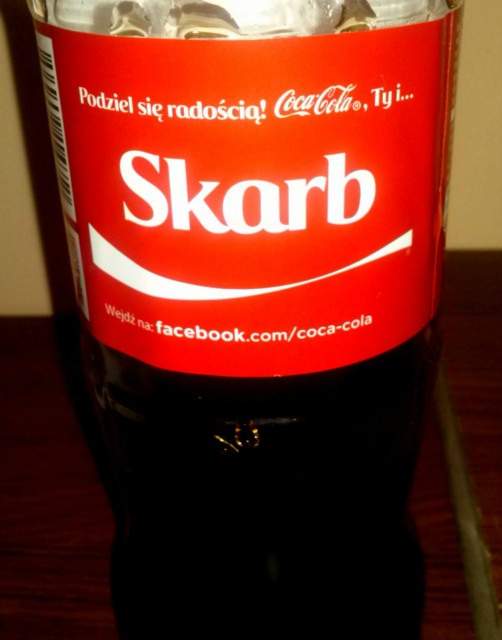 Podziel się radością! Coca-Cola®, Ty i...
Skarb
Wejdź na: facebook.com/coca-cola